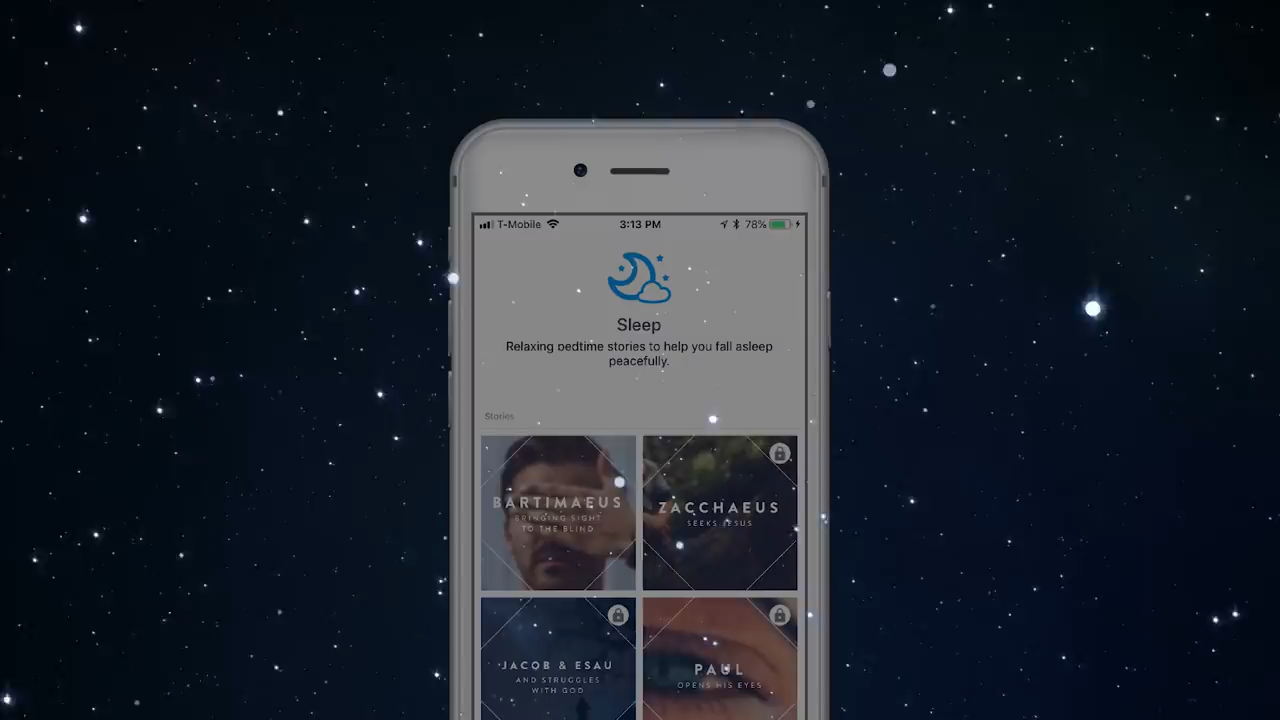 T-Mobile 3:13 PM 78%
Sleep
Relaxing bedtime stories to help you fall asleep
peacefully.
Stories
BARTIMAEUS
BRINGING SIGHT
TO THE BLIND
ZACCHAEUS
SEEKS JESUS
JACOB & ESAU
AND STRUGGLES
WITH GOD
PAUL
OPENS HIS EYES